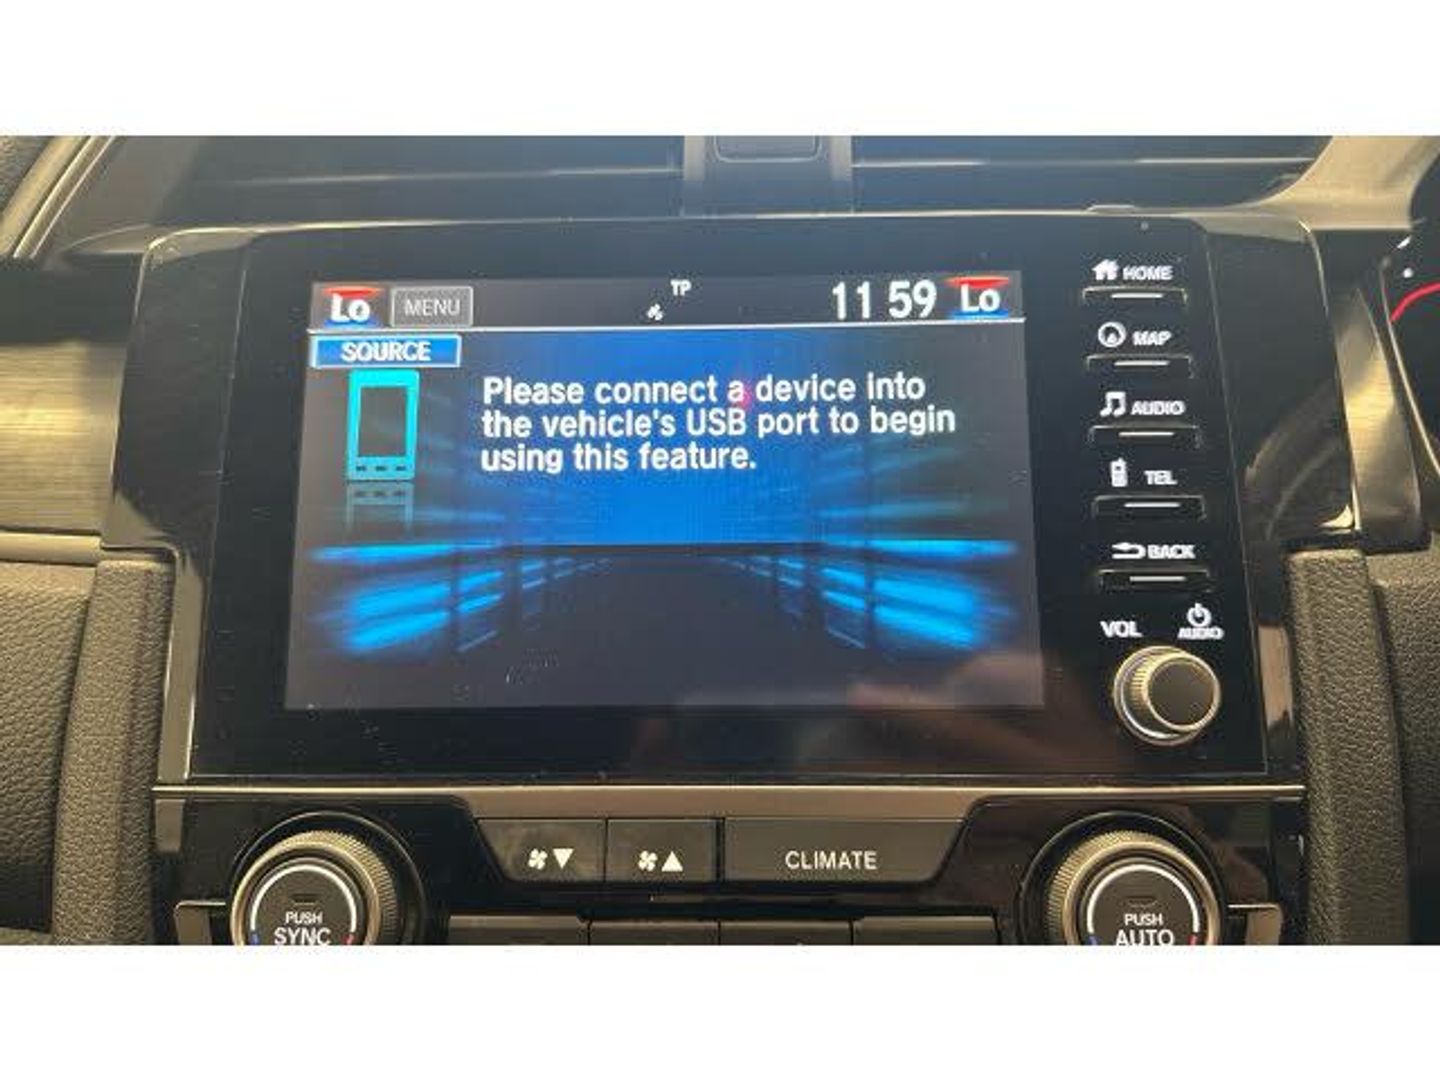 Lo MENU TP 11 59 Lo
SOURCE
Please connect a device into
the vehicle's USB port to begin
using this feature.
HOME
MAP
AUDIO
TEL
BACK
VOL AUDIO
CLIMATE
PUSH
SYNC
PUSH
AUTO